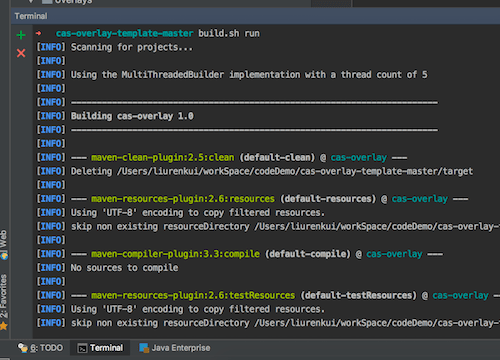 overlays
Terminal
➜ cas-overlay-template-master build.sh run
[INFO] Scanning for projects...
[INFO]
[INFO] Using the MultiThreadedBuilder implementation with a thread count of 5
[INFO]
[INFO] ------------------------------------------------------------------------
[INFO] Building cas-overlay 1.0
[INFO] ------------------------------------------------------------------------
[INFO]
[INFO] --- maven-clean-plugin:2.5:clean (default-clean) @ cas-overlay ---
[INFO] Deleting /Users/liurenkui/workSpace/codeDemo/cas-overlay-template-master/target
[INFO]
[INFO] --- maven-resources-plugin:2.6:resources (default-resources) @ cas-overlay ---
[INFO] Using 'UTF-8' encoding to copy filtered resources.
[INFO] skip non existing resourceDirectory /Users/liurenkui/workSpace/codeDemo/cas-overlay-
[INFO]
[INFO] --- maven-compiler-plugin:3.3:compile (default-compile) @ cas-overlay ---
[INFO] No sources to compile
[INFO]
[INFO] --- maven-resources-plugin:2.6:testResources (default-testResources) @ cas-overlay --
[INFO] Using 'UTF-8' encoding to copy filtered resources.
[INFO] skip non existing resourceDirectory /Users/liurenkui/workSpace/codeDemo/cas-overlay-
Web
2: Favorites
6: TODO
Terminal
Java Enterprise